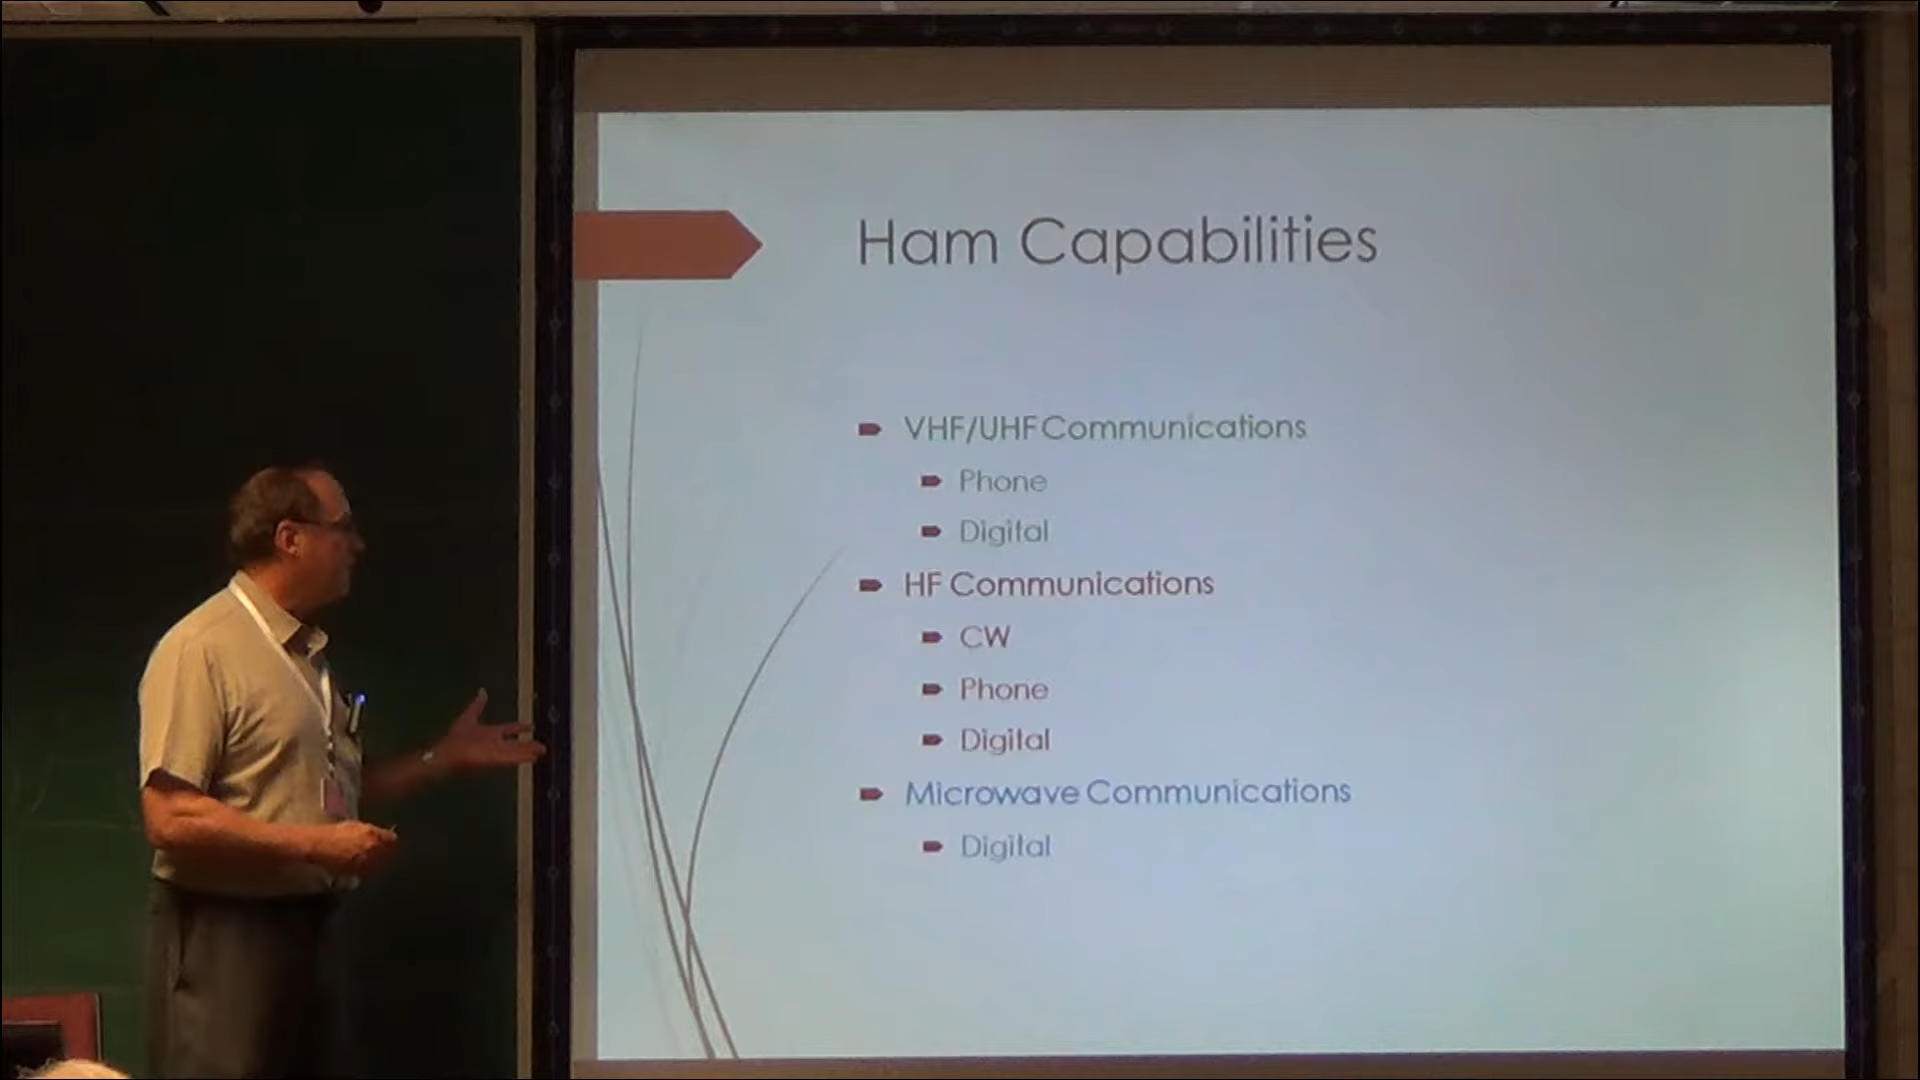 Ham Capabilities
VHF/UHF Communications
Phone
Digital
HF Communications
CW
Phone
Digital
Microwave Communications
Digital